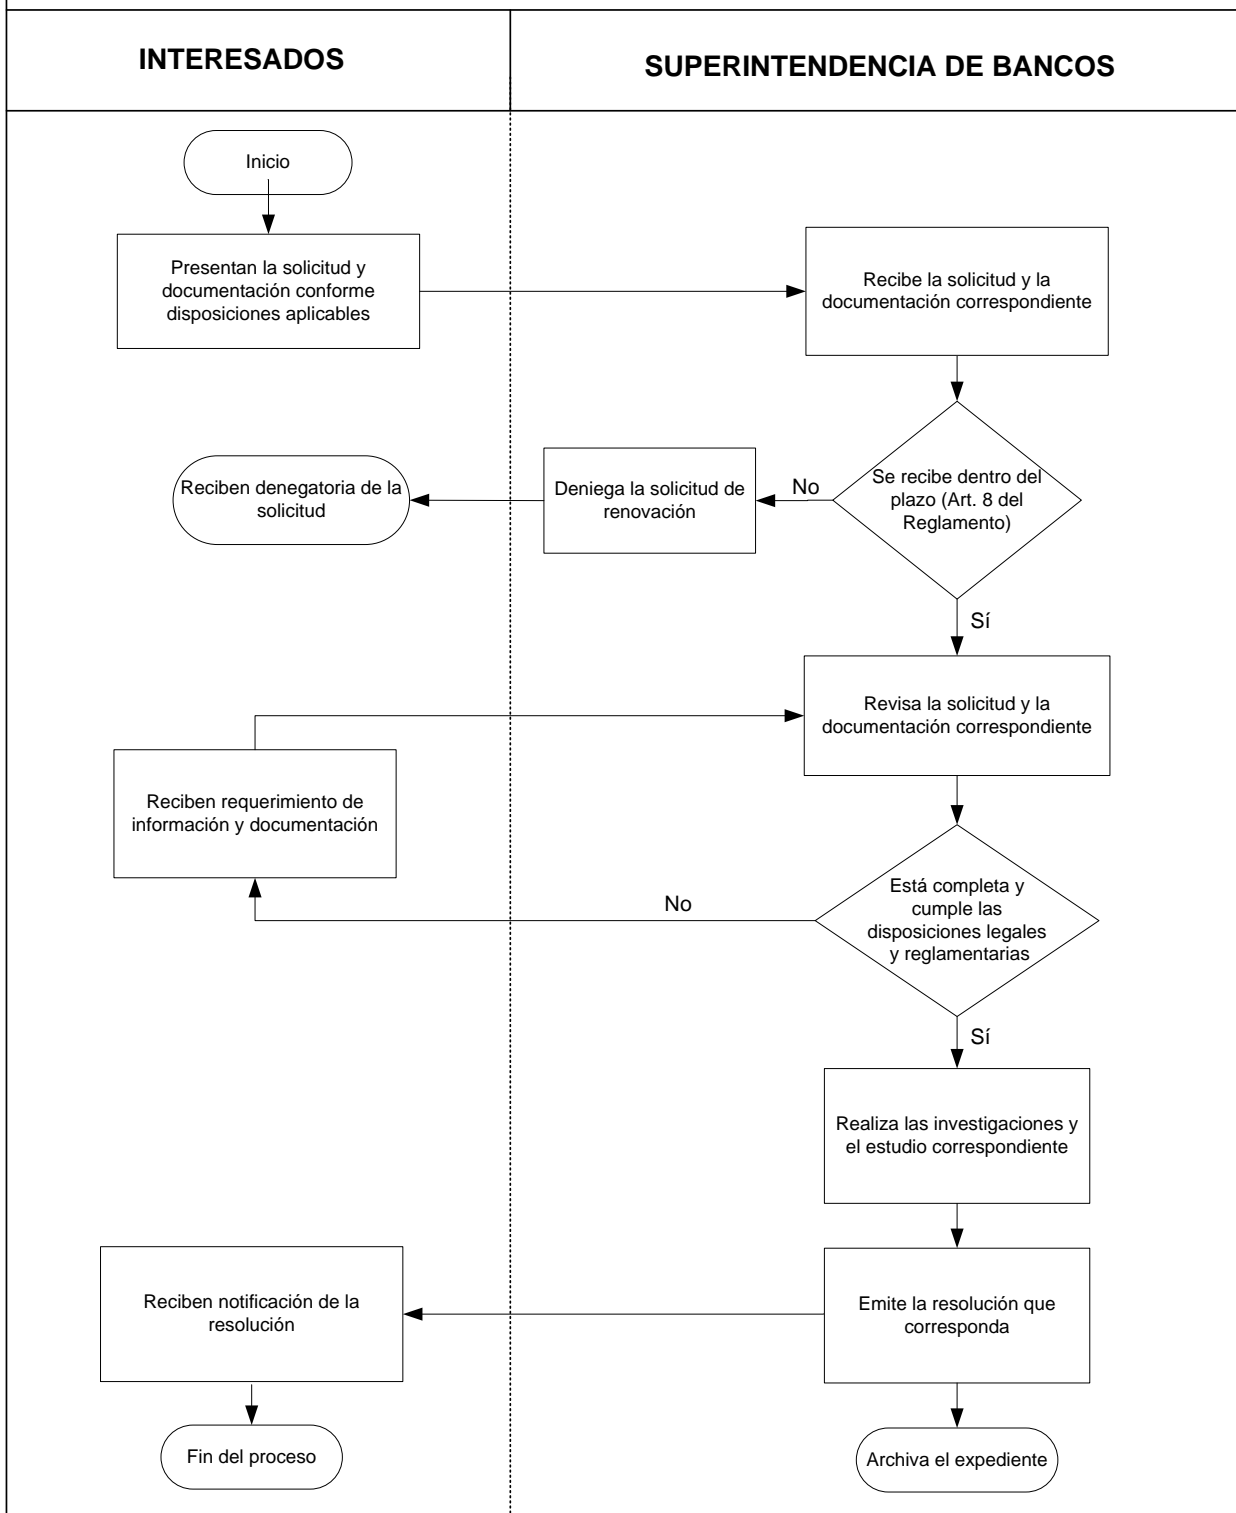 INTERESADOS
SUPERINTENDENCIA DE BANCOS
Inicio
Presentan la solicitud y
documentación conforme
disposiciones aplicables
Recibe la solicitud y la
documentación correspondiente
Se recibe dentro del
plazo (Art. 8 del
Reglamento)
No
Deniega la solicitud de
renovación
Reciben denegatoria de la
solicitud
Sí
Revisa la solicitud y la
documentación correspondiente
Reciben requerimiento de
información y documentación
Está completa y
cumple las
disposiciones legales
y reglamentarias
No
Sí
Realiza las investigaciones y
el estudio correspondiente
Emite la resolución que
corresponda
Reciben notificación de la
resolución
Fin del proceso
Archiva el expediente